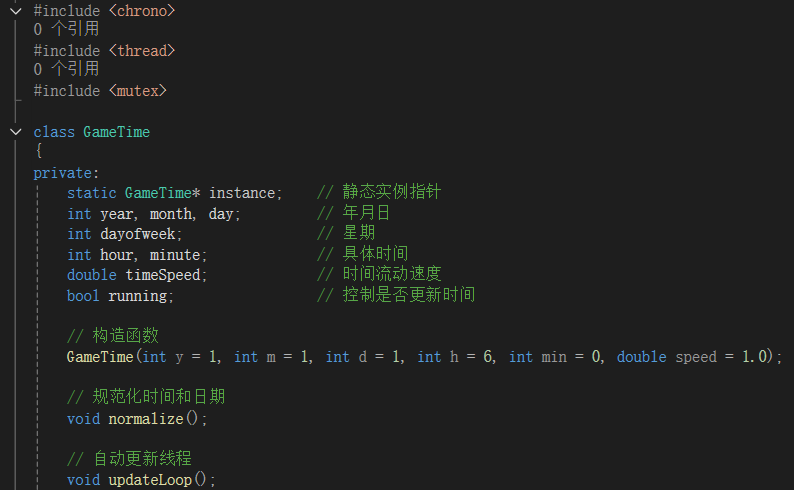 #include <chrono>
0 个引用
#include <thread>
0 个引用
#include <mutex>
class GameTime
{
private:
static GameTime* instance; // 静态实例指针
int year, month, day; // 年月日
int dayofweek; // 星期
int hour, minute; // 具体时间
double timeSpeed; // 时间流动速度
bool running; // 控制是否更新时间
// 构造函数
GameTime(int y = 1, int m = 1, int d = 1, int h = 6, int min = 0, double speed = 1.0);
// 规范化时间和日期
void normalize();
// 自动更新线程
void updateLoop();